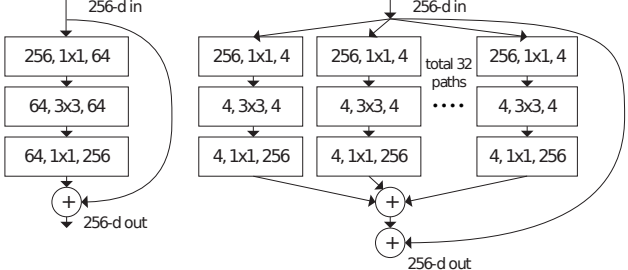 256-d in
256, 1x1, 64
64, 3x3, 64
64, 1x1, 256
+
256-d out
256-d in
256, 1x1, 4
256, 1x1, 4
total 32
paths
256, 1x1, 4
4, 3x3, 4
4, 3x3, 4
....
4, 3x3, 4
4, 1x1, 256
4, 1x1, 256
4, 1x1, 256
+
+
256-d out